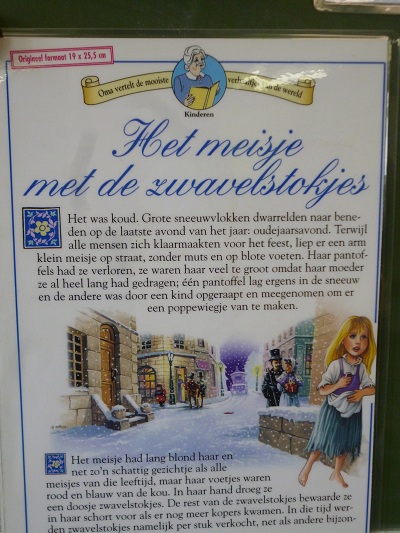 Origineel formaat 19 x 25,5 cm
Oma vertelt de mooiste verhaaltjes van de wereld
Kinderen
Het meisje
met de zwavelstokjes
Het was koud. Grote sneeuwvlokken dwarrelden naar bene-
den op de laatste avond van het jaar: oudejaarsavond. Terwijl
alle mensen zich klaarmaakten voor het feest, liep er een arm
klein meisje op straat, zonder muts en op blote voeten. Haar pantof-
fels had ze verloren, ze waren haar veel te groot omdat haar moeder
ze al heel lang had gedragen; één pantoffel lag ergens in de sneeuw
en de andere was door een kind opgeraapt en meegenomen om er
een poppewiegje van te maken.
Het meisje had lang blond haar en
net zo'n schattig gezichtje als alle
meisjes van die leeftijd, maar haar voetjes waren
rood en blauw van de kou. In haar hand droeg ze
een doosje zwavelstokjes. De rest van de zwavelstokjes bewaarde ze
in haar schort voor als er nog meer kopers kwamen. In die tijd wer-
den zwavelstokjes namelijk per stuk verkocht, net als andere bijzon-